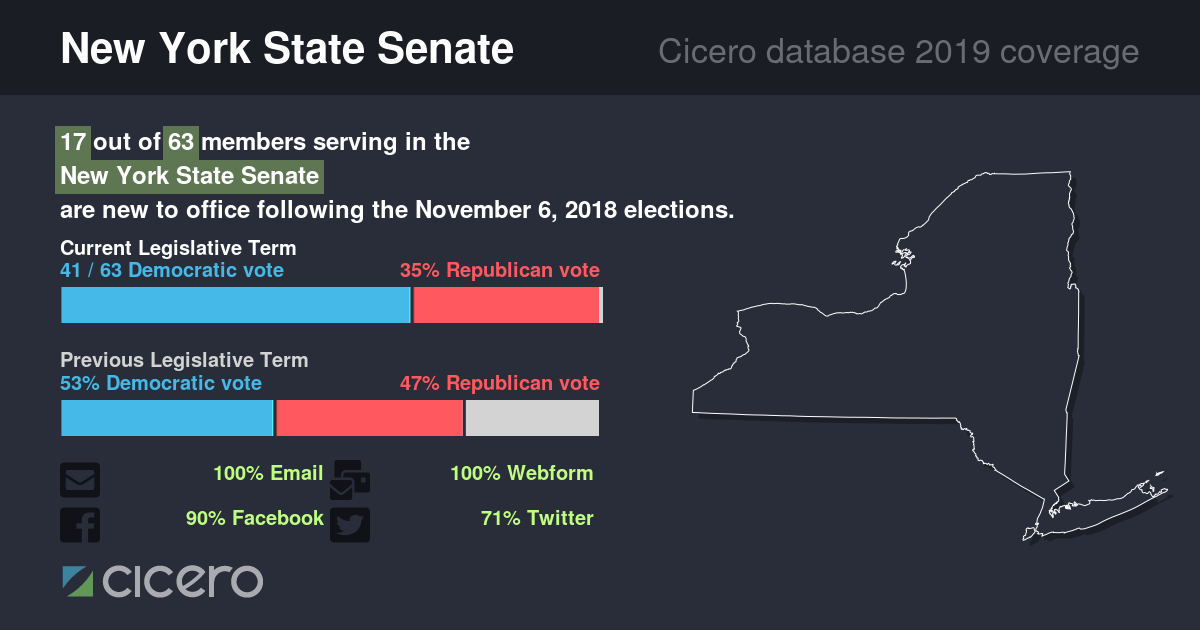 New York State Senate
Cicero database 2019 coverage
17 out of 63 members serving in the
New York State Senate
are new to office following the November 6, 2018 elections.
Current Legislative Term
41 / 63 Democratic vote 35% Republican vote
Previous Legislative Term
53% Democratic vote 47% Republican vote
100% Email 100% Webform
90% Facebook 71% Twitter
cicero